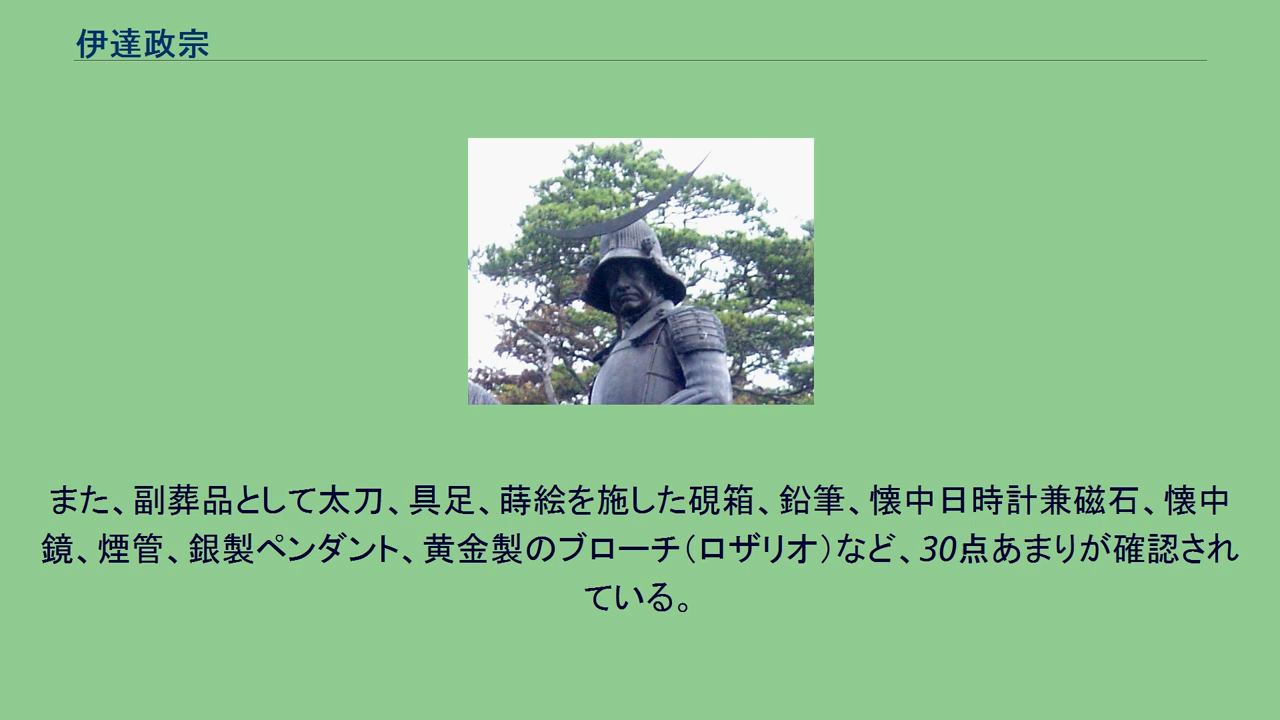 伊達政宗
また、副葬品として太刀、具足、蒔絵を施した硯箱、鉛筆、懐中日時計兼磁石、懐中
鏡、煙管、銀製ペンダント、黄金製のブローチ（ロザリオ）など、30点あまりが確認され
ている。